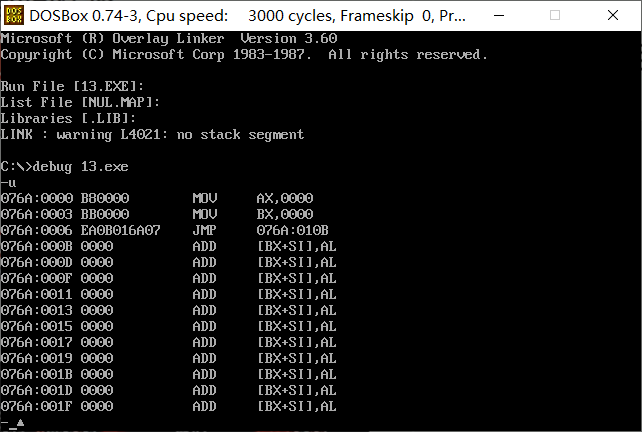 DOSBox 0.74-3, Cpu speed:    3000 cycles, Frameskip  0, Pr...
Microsoft (R) Overlay Linker  Version 3.60
Copyright (C) Microsoft Corp 1983-1987.  All rights reserved.
Run File [13.EXE]:
List File [NUL.MAP]:
Libraries [.LIB]:
LINK : warning L4021: no stack segment
C:\>debug 13.exe
-u
076A:0000 B80000        MOV     AX,0000
076A:0003 BB0000        MOV     BX,0000
076A:0006 EA0B016A07    JMP     076A:010B
076A:000B 0000          ADD     [BX+SI],AL
076A:000D 0000          ADD     [BX+SI],AL
076A:000F 0000          ADD     [BX+SI],AL
076A:0011 0000          ADD     [BX+SI],AL
076A:0013 0000          ADD     [BX+SI],AL
076A:0015 0000          ADD     [BX+SI],AL
076A:0017 0000          ADD     [BX+SI],AL
076A:0019 0000          ADD     [BX+SI],AL
076A:001B 0000          ADD     [BX+SI],AL
076A:001D 0000          ADD     [BX+SI],AL
076A:001F 0000          ADD     [BX+SI],AL
-_